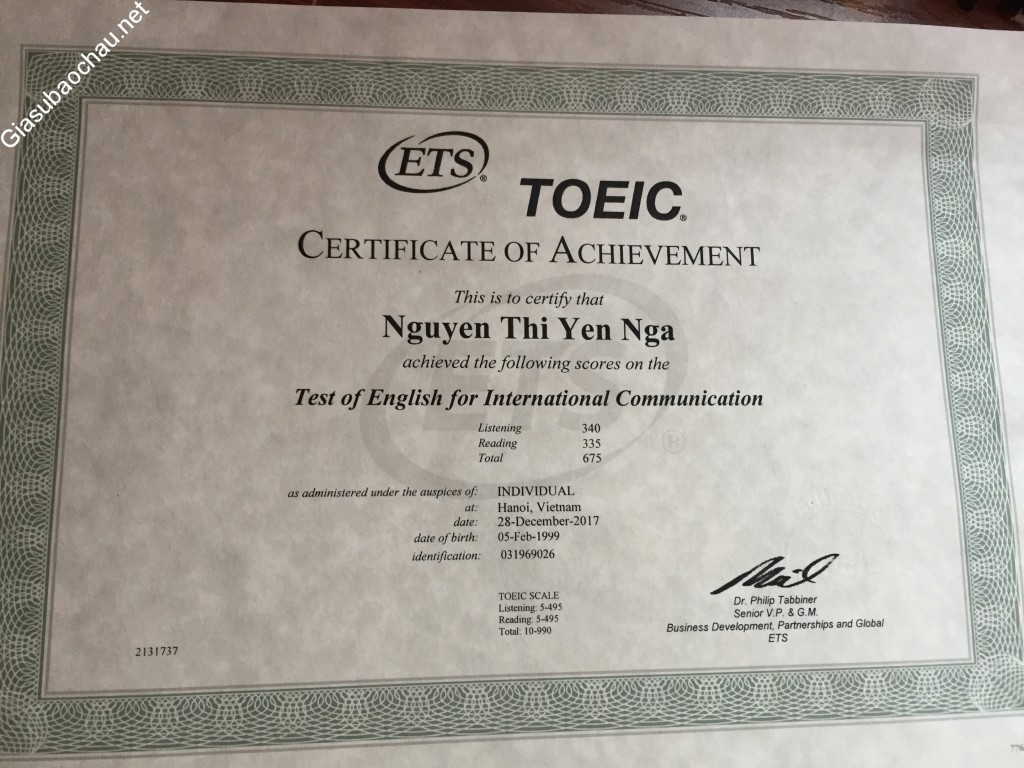 Giasubaochau.net
ETS®
TOEIC®
CERTIFICATE OF ACHIEVEMENT
This is to certify that
Nguyen Thi Yen Nga
achieved the following scores on the
Test of English for International Communication
Listening 340
Reading 335
Total 675
as administered under the auspices of: INDIVIDUAL
at: Hanoi, Vietnam
date: 28-December-2017
date of birth: 05-Feb-1999
identification: 031969026
TOEIC SCALE
Listening: 5-495
Reading: 5-495
Total: 10-990
Dr. Philip Tabbiner
Senior V.P. & G.M.
Business Development, Partnerships and Global
ETS
2131737
ETS®